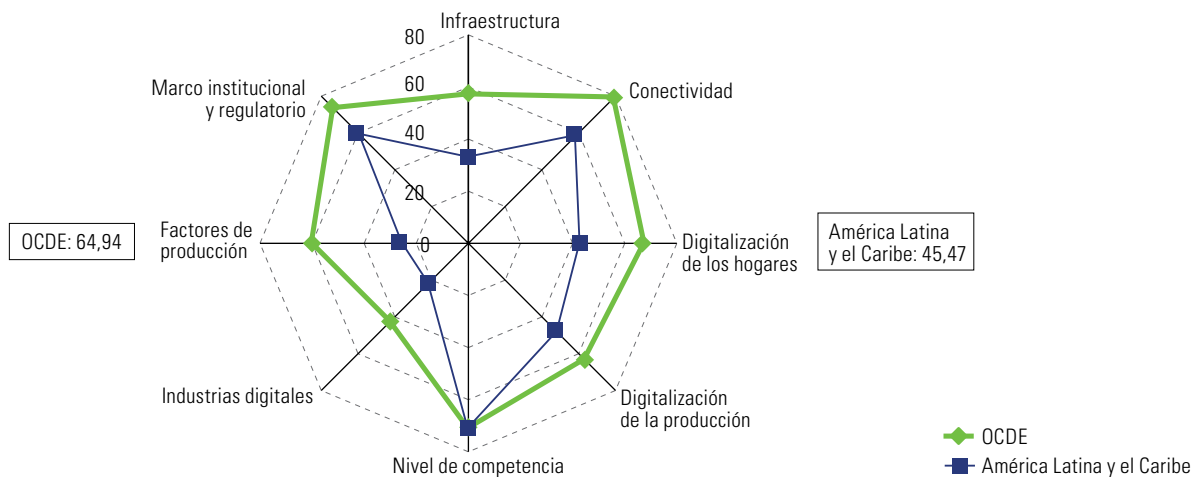 Infraestructura
80
60
40
20
0
Conectividad
Digitalización
de los hogares
Digitalización
de la producción
Nivel de competencia
Industrias digitales
Factores de
producción
Marco institucional
y regulatorio
OCDE: 64,94
América Latina
y el Caribe: 45,47
OCDE
América Latina y el Caribe